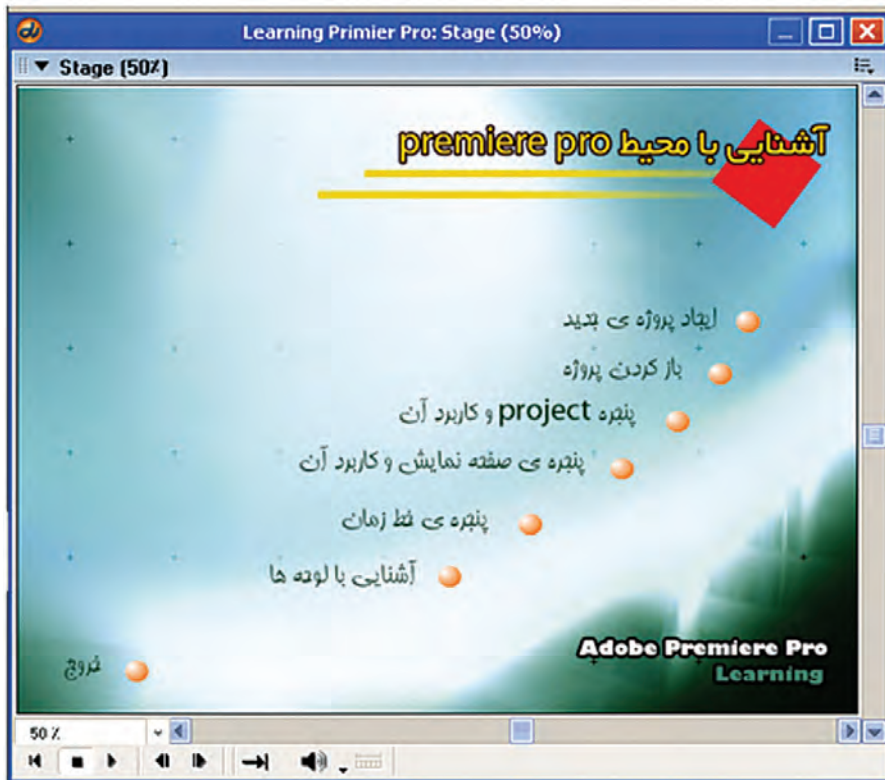 Learning Primier Pro: Stage (50%)
Stage (50%)
آشنایی با محیط premiere pro
ایجاد پروژه ی جدید
باز کردن پروژه
پنجره project و کاربرد آن
پنجره ی صفحه نمایش و کاربرد آن
پنجره ی خط زمان
آشنایی با لوحه ها
خروج
Adobe Premiere Pro
Learning
50 %